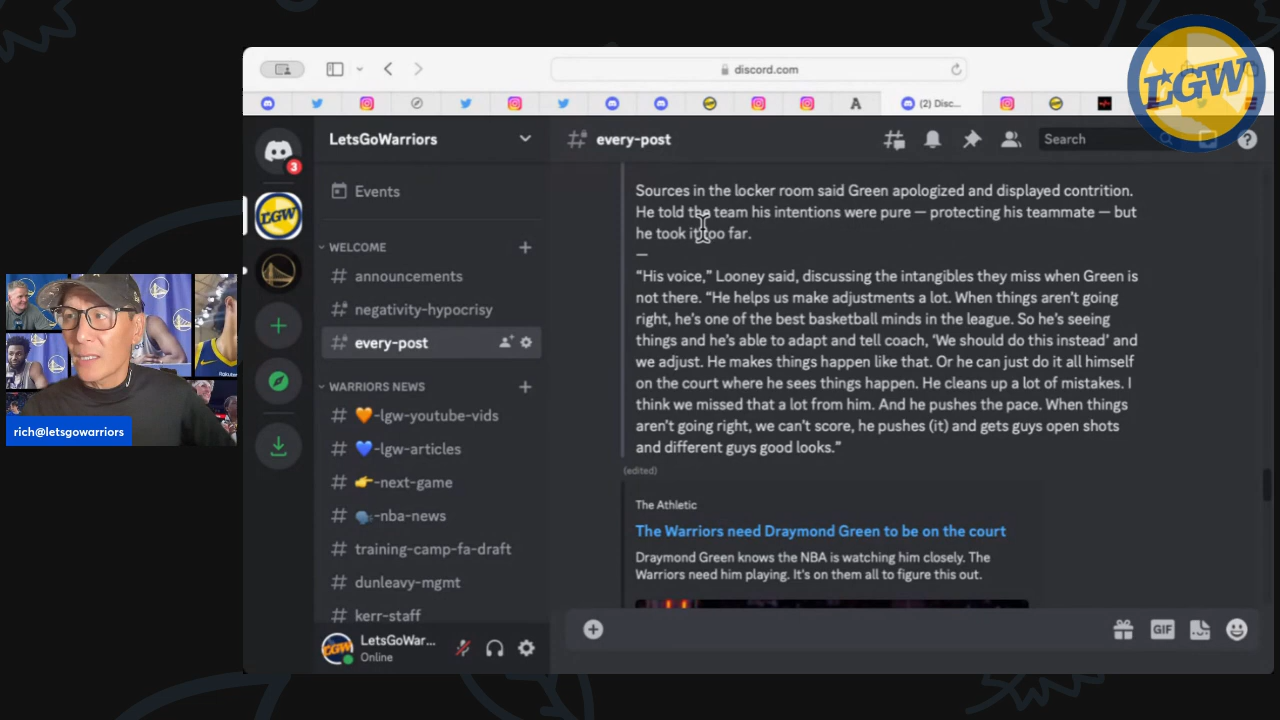 discord.com
(2) Disc...
LGW
LetsGoWarriors
every-post
Search
3
LGW
Events
WELCOME
announcements
negativity-hypocrisy
every-post
WARRIORS NEWS
🧡-lgw-youtube-vids
💙-lgw-articles
👉-next-game
🗣-nba-news
training-camp-fa-draft
dunleavy-mgmt
kerr-staff
LetsGoWar...
Online
Sources in the locker room said Green apologized and displayed contrition.
He told the team his intentions were pure — protecting his teammate — but
he took it too far.
—
“His voice,” Looney said, discussing the intangibles they miss when Green is
not there. “He helps us make adjustments a lot. When things aren’t going
right, he’s one of the best basketball minds in the league. So he’s seeing
things and he’s able to adapt and tell coach, ‘We should do this instead’ and
we adjust. He makes things happen like that. Or he can just do it all himself
on the court where he sees things happen. He cleans up a lot of mistakes. I
think we missed that a lot from him. And he pushes the pace. When things
aren’t going right, we can’t score, he pushes (it) and gets guys open shots
and different guys good looks.”
(edited)
The Athletic
The Warriors need Draymond Green to be on the court
Draymond Green knows the NBA is watching him closely. The
Warriors need him playing. It's on them all to figure this out.
GIF
rich@letsgowarriors